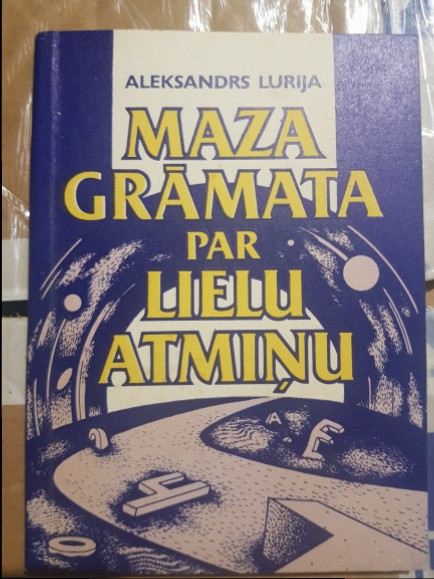 ALEKSANDRS LURIJA
MAZA
GRĀMATA
PAR
LIELU
ATMIŅU
A
E